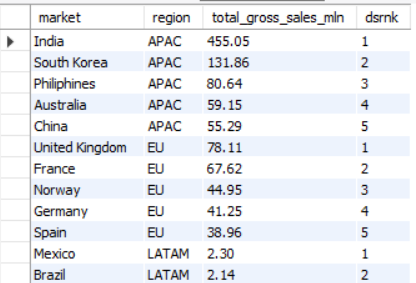 market region total_gross_sales_mln dsrnk
India APAC 455.05 1
South Korea APAC 131.86 2
Philiphines APAC 80.64 3
Australia APAC 59.15 4
China APAC 55.29 5
United Kingdom EU 78.11 1
France EU 67.62 2
Norway EU 44.95 3
Germany EU 41.25 4
Spain EU 38.96 5
Mexico LATAM 2.30 1
Brazil LATAM 2.14 2